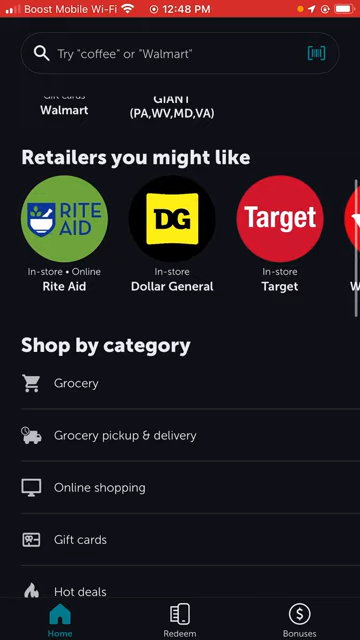 Boost Mobile Wi-Fi 12:48 PM
Try "coffee" or "Walmart"
Gift cards
Walmart
GIANT
(PA,WV,MD,VA)
Retailers you might like
RITE
AID
DG
Target
In-store • Online
In-store
In-store
Rite Aid
Dollar General
Target
W
Shop by category
Grocery
Grocery pickup & delivery
Online shopping
Gift cards
Hot deals
Home
Redeem
Bonuses